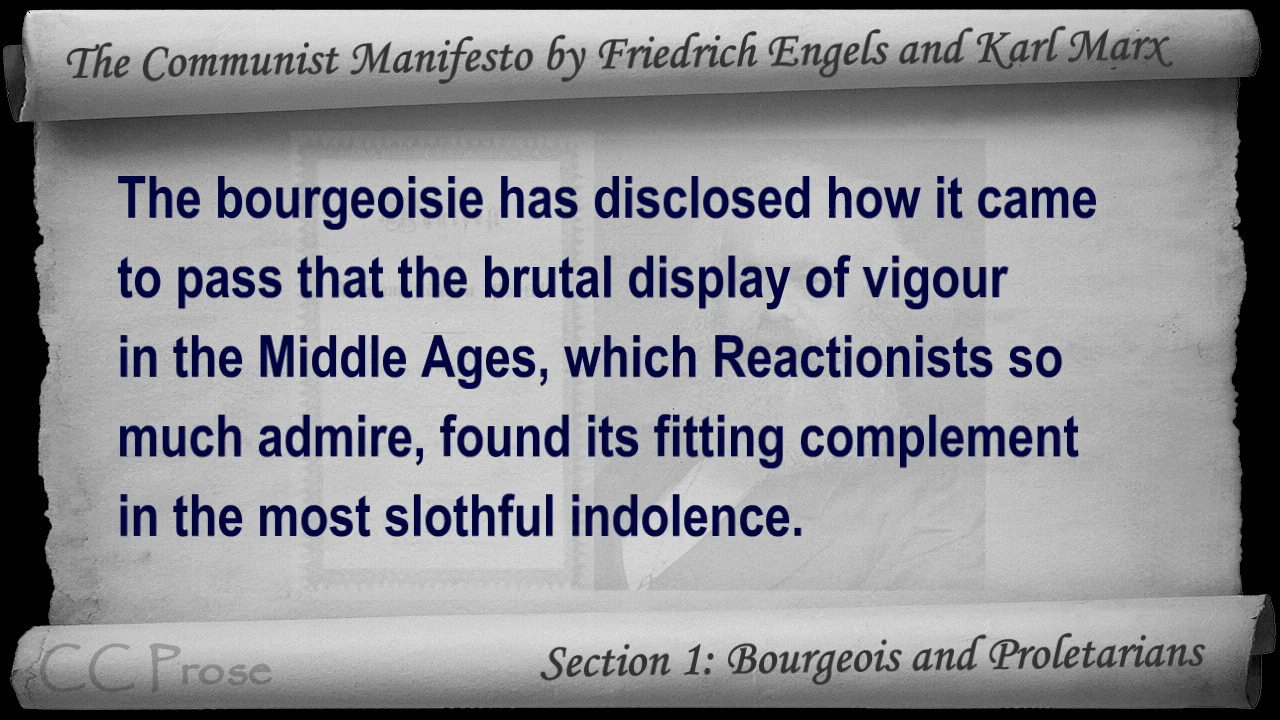 The Communist Manifesto by Friedrich Engels and Karl Marx
The bourgeoisie has disclosed how it came
to pass that the brutal display of vigour
in the Middle Ages, which Reactionists so
much admire, found its fitting complement
in the most slothful indolence.
CC Prose
Section 1: Bourgeois and Proletarians